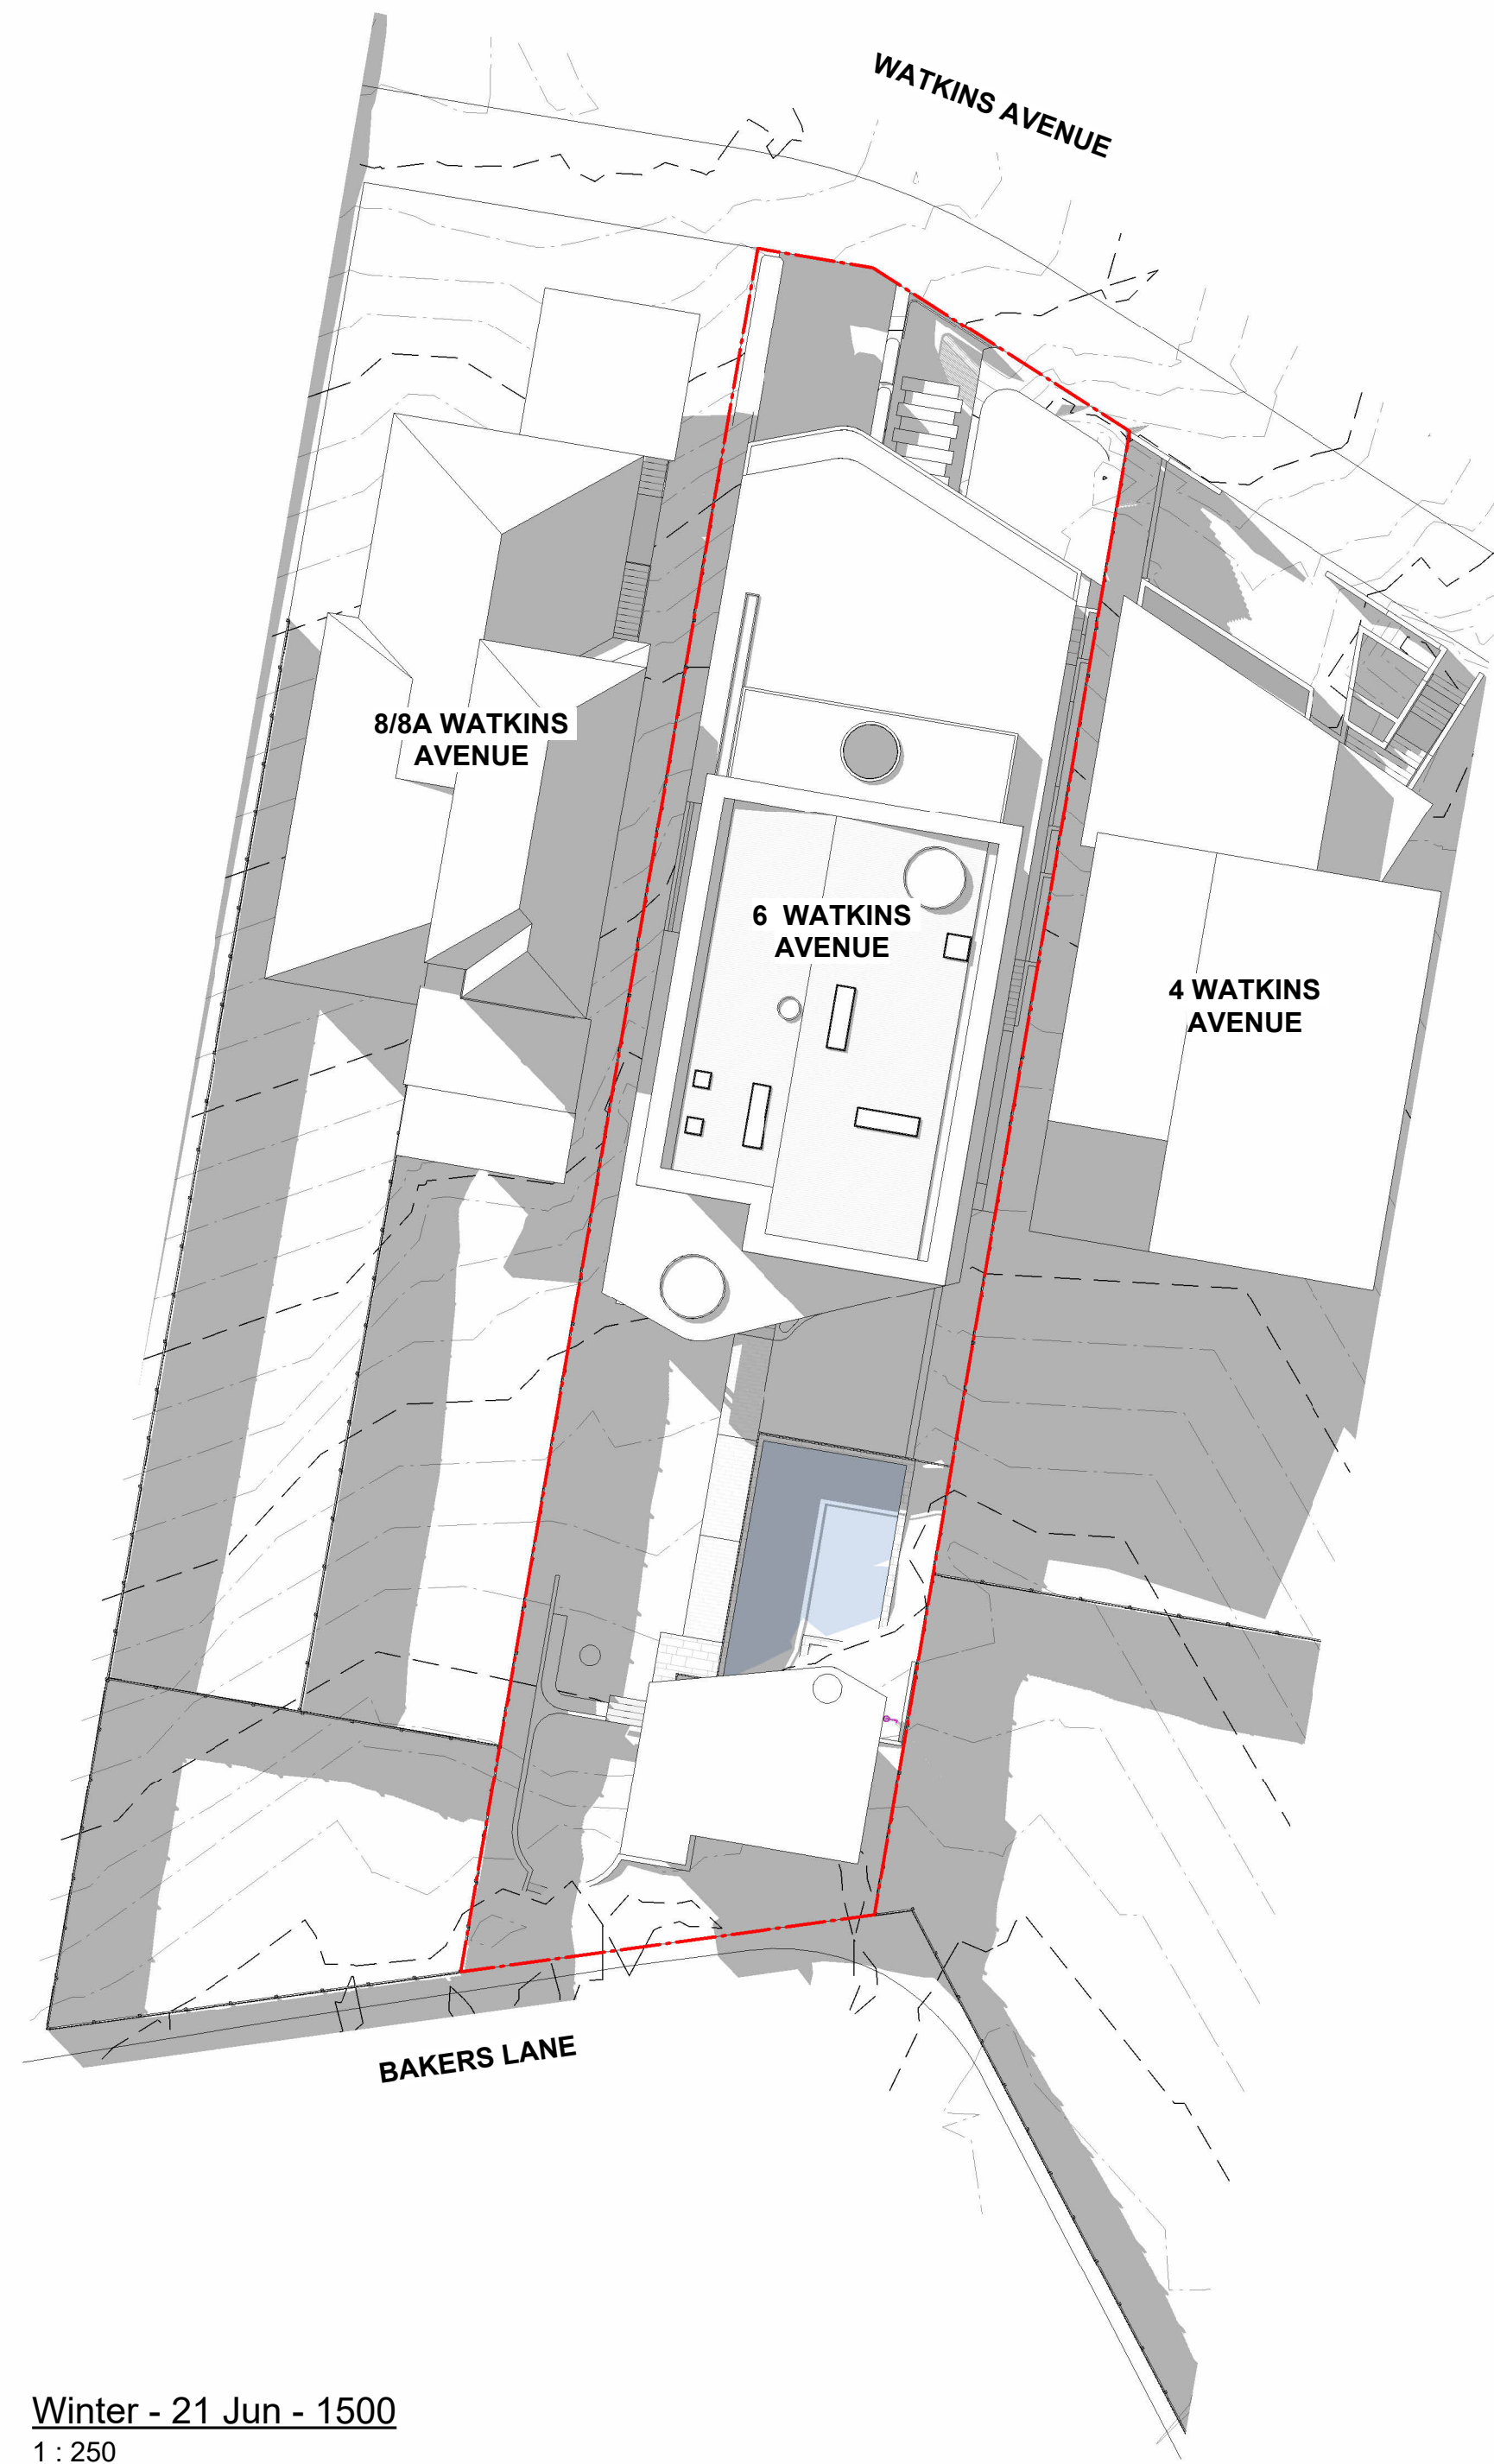 WATKINS AVENUE
8/8A WATKINS
AVENUE
6 WATKINS
AVENUE
4 WATKINS
AVENUE
BAKERS LANE
Winter - 21 Jun - 1500
1 : 250